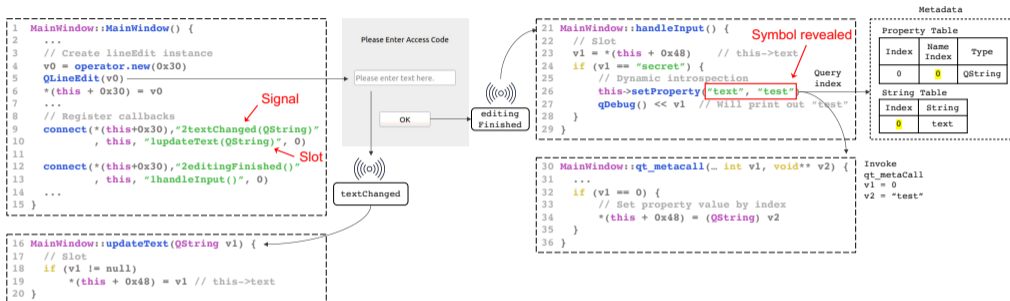 1 MainWindow::MainWindow() {
2 ...
3 // Create lineEdit instance
4 v0 = operator.new(0x30)
5 QLineEdit(v0)
6 *(this + 0x30) = v0
7 ...
8 // Register callbacks
9 connect(*(this+0x30),“2textChanged(QString)”
10 , this, “1updateText(QString)”, 0)
11
12 connect(*(this+0x30),“2editingFinished()”
13 , this, “1handleInput()”, 0)
14 ...
15 }
Signal
Slot
16 MainWindow::updateText(QString v1) {
17 // Slot
18 if (v1 != null)
19 *(this + 0x48) = v1 // this->text
20 }
Please Enter Access Code
Please enter text here.
OK
textChanged
editing
Finished
21 MainWindow::handleInput() {
22 // Slot
23 v1 = *(this + 0x48) // this->text
24 if (v1 == “secret”) {
25 // Dynamic introspection
26 this->setProperty(“text”, “test”)
27 qDebug() << v1 // Will print out “test”
28 }
29 }
Symbol revealed
Query
index
30 MainWindow::qt_metacall(… int v1, void** v2) {
31 ...
32 if (v1 == 0) {
33 // Set property value by index
34 *(this + 0x48) = (QString) v2
35 }
36 }
Invoke
qt_metaCall
v1 = 0
v2 = “test”
Metadata
Property Table
Index Name Index Type
0 0 QString
String Table
Index String
0 text